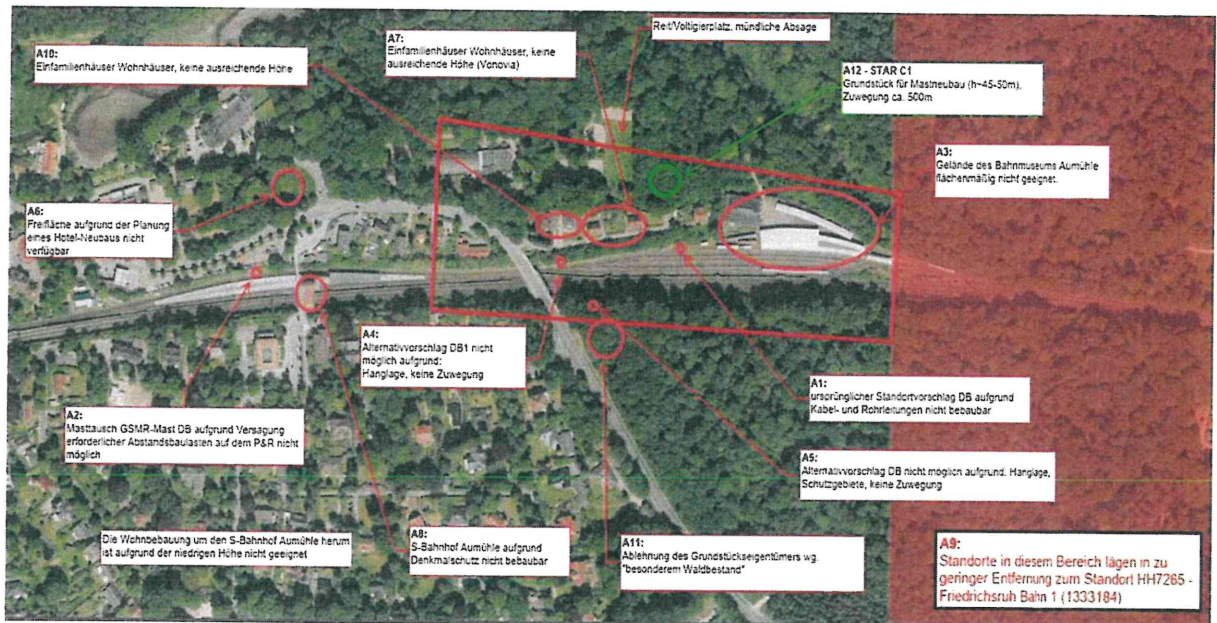 A10:
Einfamilienhäuser Wohnhäuser, keine ausreichende Höhe
A7:
Einfamilienhäuser Wohnhäuser, keine
ausreichende Höhe (Vonovia)
Reit/Voltigierplatz, mündliche Absage
A12 - STAR C1
Grundstück für Mastneubau (h~45-50m),
Zuwegung ca. 500m
A3:
Gelände des Bahnmuseums Aumühle
flächenmäßig nicht geeignet.
A6:
Freifläche aufgrund der Planung
eines Hotel-Neubaus nicht
verfügbar
A4:
Alternativvorschlag DB1 nicht
möglich aufgrund:
Hanglage, keine Zuwegung
A1:
ursprünglicher Standortvorschlag DB aufgrund
Kabel- und Rohrleitungen nicht bebaubar
A2:
Masttausch GSMR-Mast DB aufgrund Versagung
erforderlicher Abstandsbaulasten auf dem P&R nicht
möglich
A5:
Alternativvorschlag DB nicht möglich aufgrund: Hanglage,
Schutzgebiete, keine Zuwegung
Die Wohnbebauung um den S-Bahnhof Aumühle herum
ist aufgrund der niedrigen Höhe nicht geeignet
A8:
S-Bahnhof Aumühle aufgrund
Denkmalschutz nicht bebaubar
A11:
Ablehnung des Grundstückseigentümers wg.
"besonderem Waldbestand"
A9:
Standorte in diesem Bereich lägen in zu
geringer Entfernung zum Standort HH7265 -
Friedrichsruh Bahn 1 (1333184)